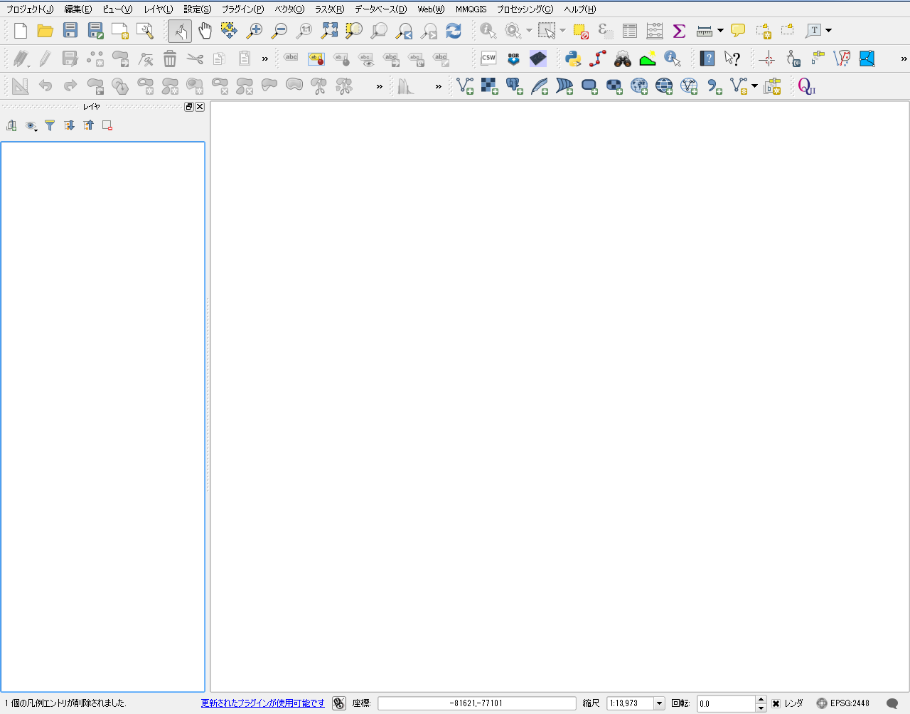 プロジェクト(J) 編集(E) ビュー(V) レイヤ(L) 設定(S) プラグイン(P) ベクタ(O) ラスタ(R) データベース(D) Web(W) MMQGIS プロセッシング(C) ヘルプ(H)
レイヤ
1 個の凡例エントリが削除されました. 更新されたプラグインが使用可能です 座標: -81621,-77101 縮尺 1:13,973 回転: 0.0 レンダ EPSG:2448